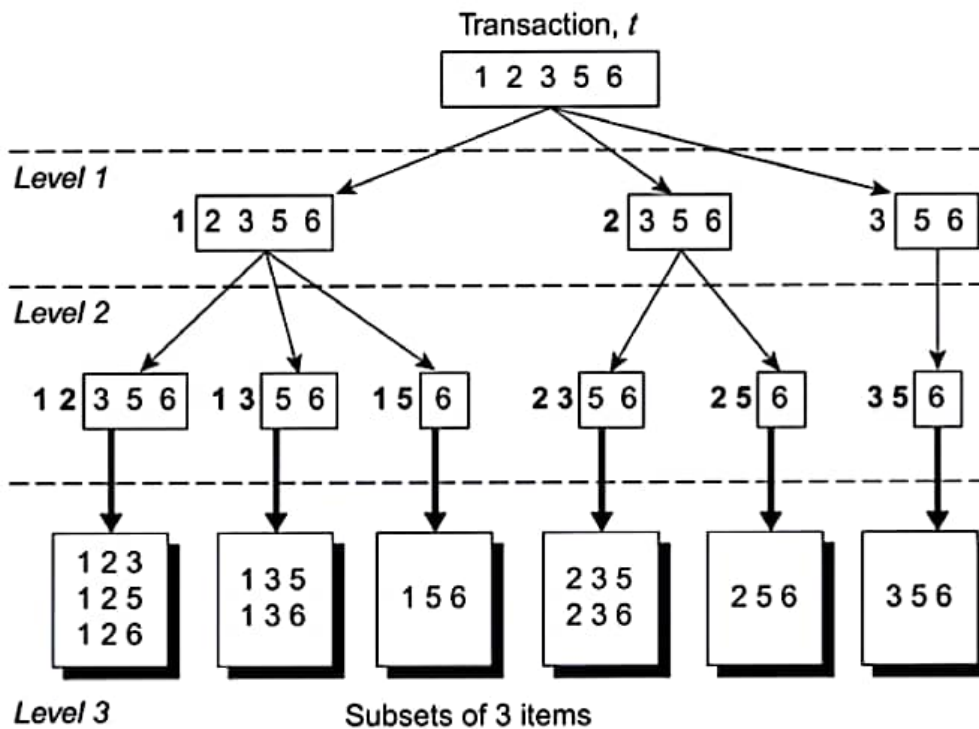 Transaction, t
1 2 3 5 6
Level 1
1 2 3 5 6
2 3 5 6
3 5 6
Level 2
1 2 3 5 6
1 3 5 6
1 5 6
2 3 5 6
2 5 6
3 5 6
1 2 3
1 2 5
1 2 6
1 3 5
1 3 6
1 5 6
2 3 5
2 3 6
2 5 6
3 5 6
Level 3
Subsets of 3 items